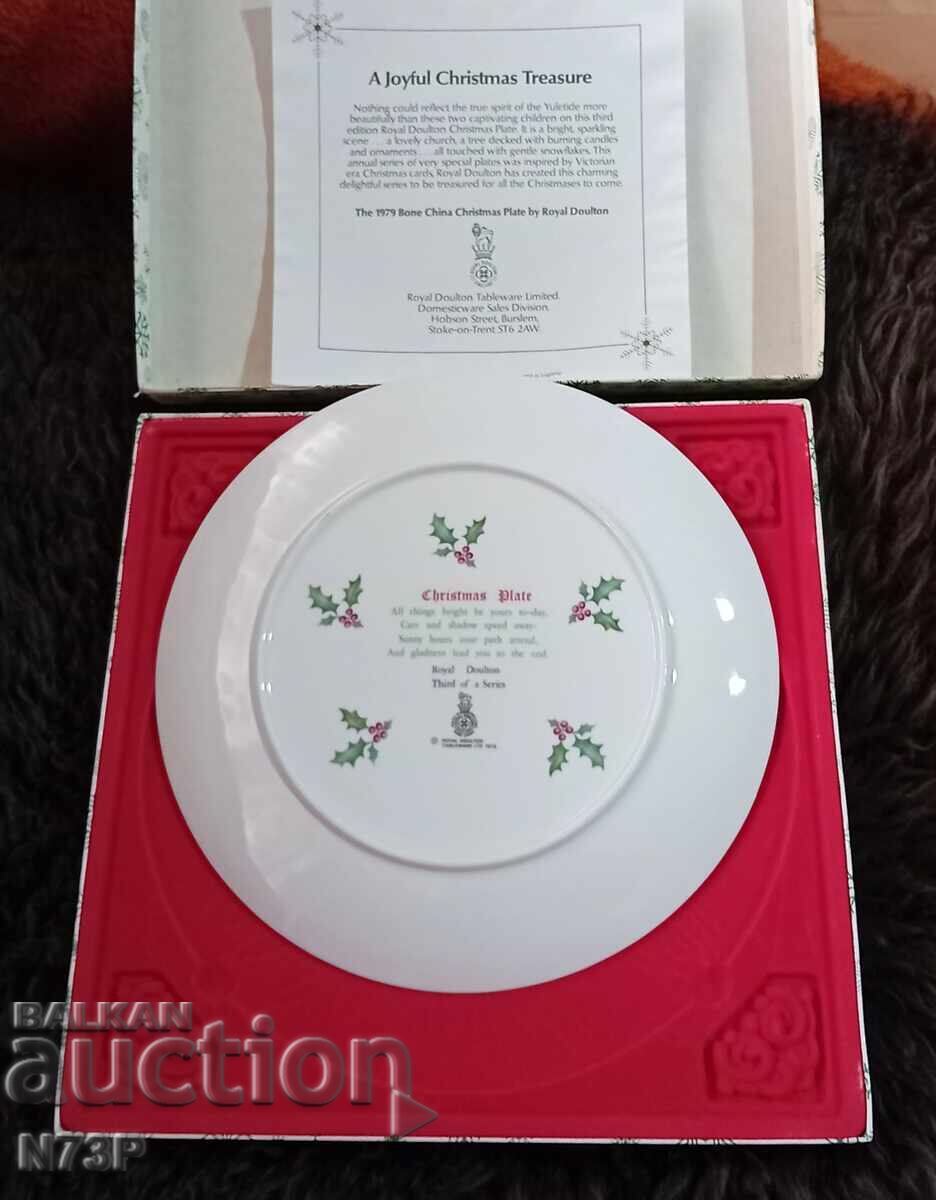 A Joyful Christmas Treasure
Nothing could reflect the true spirit of the Yuletide more
beautifully than these two captivating children on this third
edition Royal Doulton Christmas Plate. It is a bright, sparkling
scene . . . a lovely church, a tree decked with burning candles
and ornaments . . . all touched with gentle snowflakes. This
annual series of very special plates was inspired by Victorian
era Christmas cards, Royal Doulton has created this charming
delightful series to be treasured for all the Christmases to come.
The 1979 Bone China Christmas Plate by Royal Doulton
Royal Doulton Tableware Limited.
Domesticware Sales Division,
Hobson Street, Burslem,
Stoke-on-Trent ST6 2AW.
Christmas Plate
All things bright be yours to-day,
Care and shadow speed away.
Sunny hours your path attend,
And gladness lead you to the end.
Royal Doulton
Third of a Series
© ROYAL DOULTON
TABLEWARE LTD
BALKAN
auction
N73P